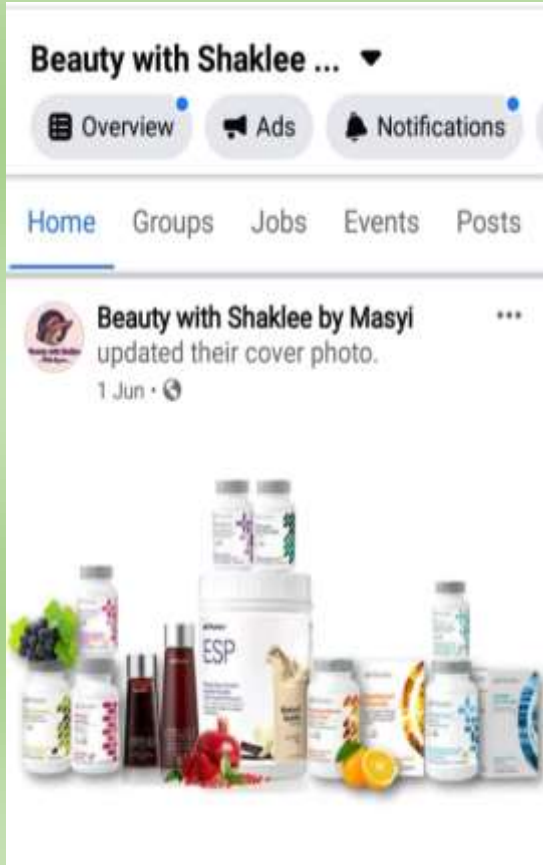 Beauty with Shaklee ...
Overview Ads Notifications
Home Groups Jobs Events Posts
Beauty with Shaklee by Masyi
updated their cover photo.
1 Jun
ESP